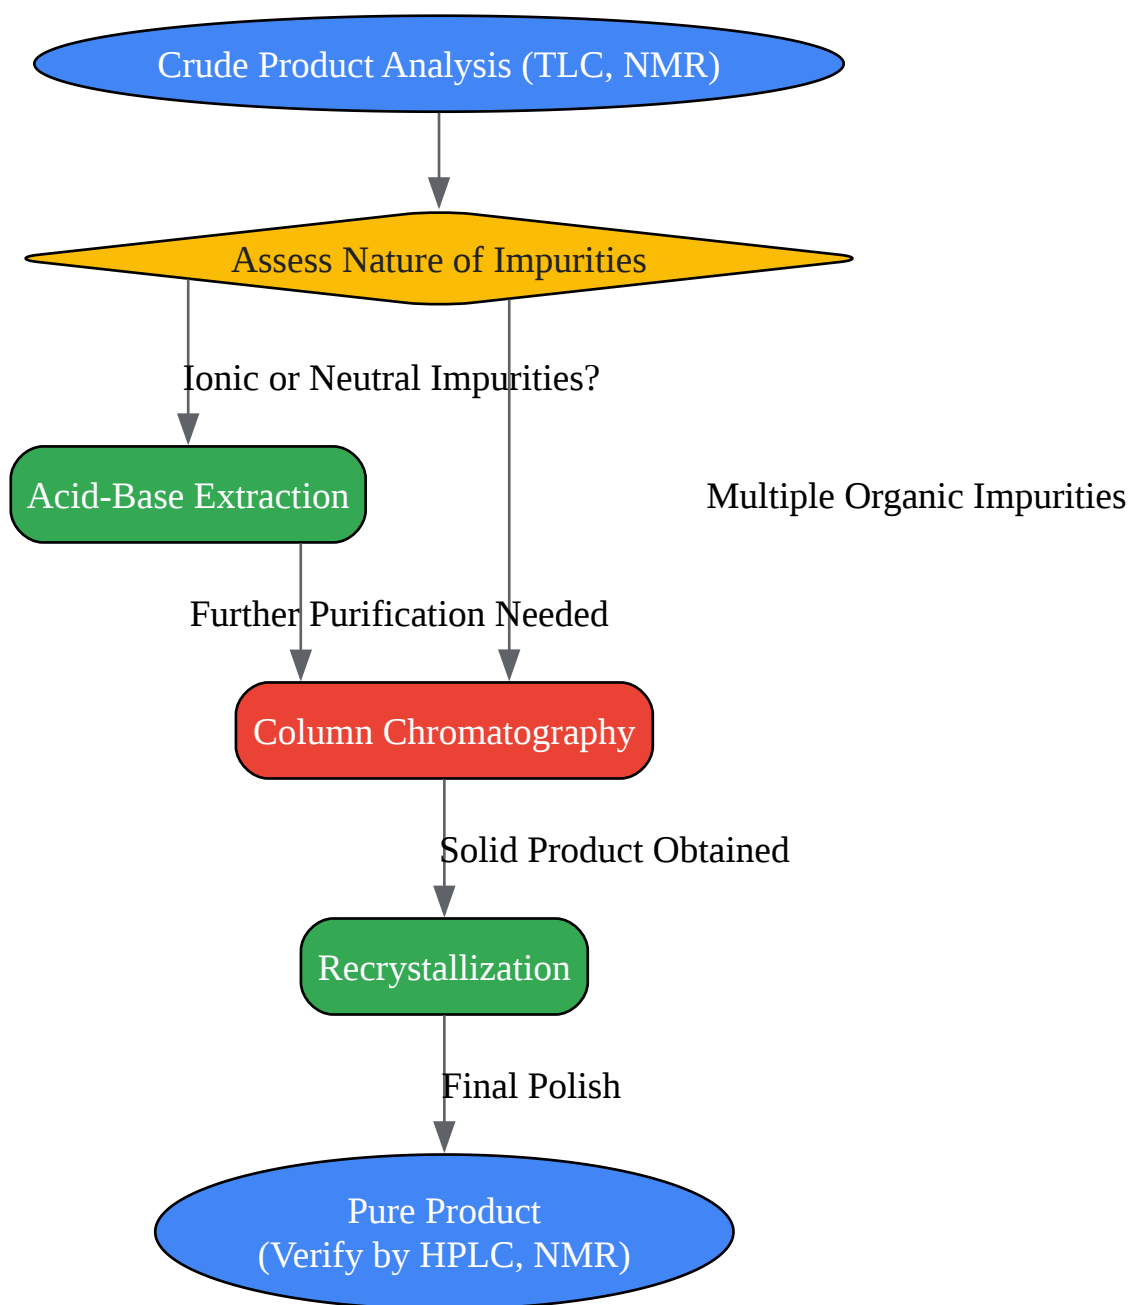 Crude Product Analysis (TLC, NMR)
Assess Nature of Impurities
Ionic or Neutral Impurities?
Acid-Base Extraction
Multiple Organic Impurities
Further Purification Needed
Column Chromatography
Solid Product Obtained
Recrystallization
Final Polish
Pure Product
(Verify by HPLC, NMR)